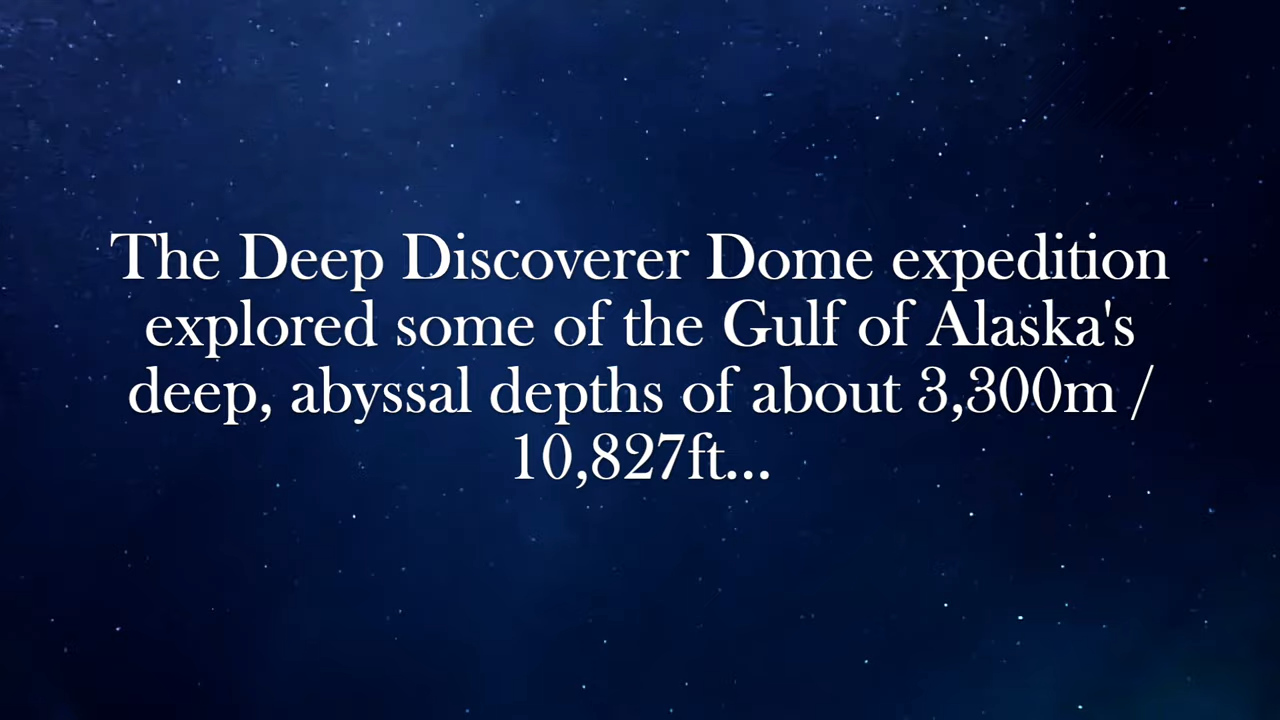 The Deep Discoverer Dome expedition
explored some of the Gulf of Alaska's
deep, abyssal depths of about 3,300m /
10,827ft...